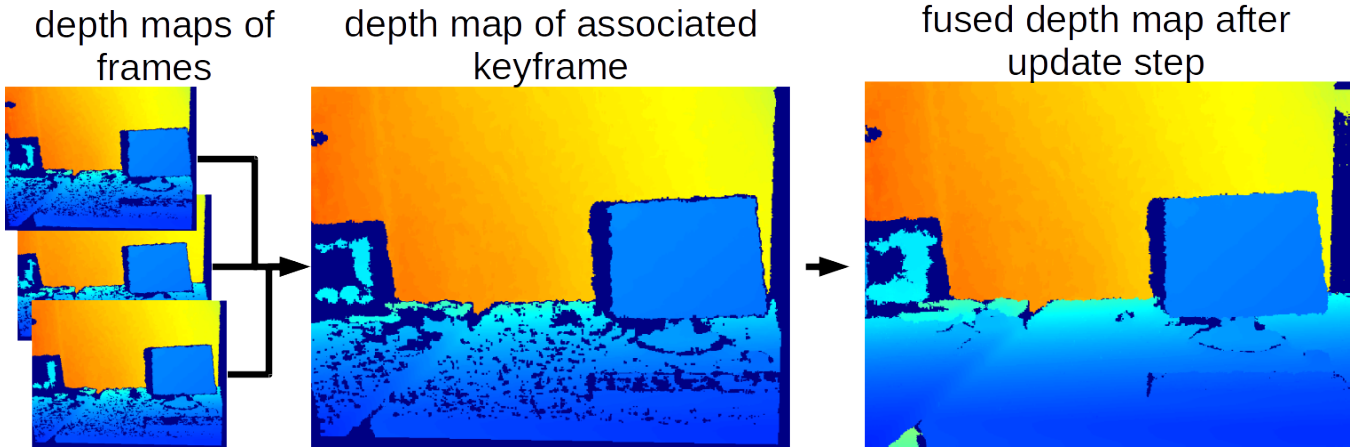 depth maps of
frames
depth map of associated
keyframe
fused depth map after
update step